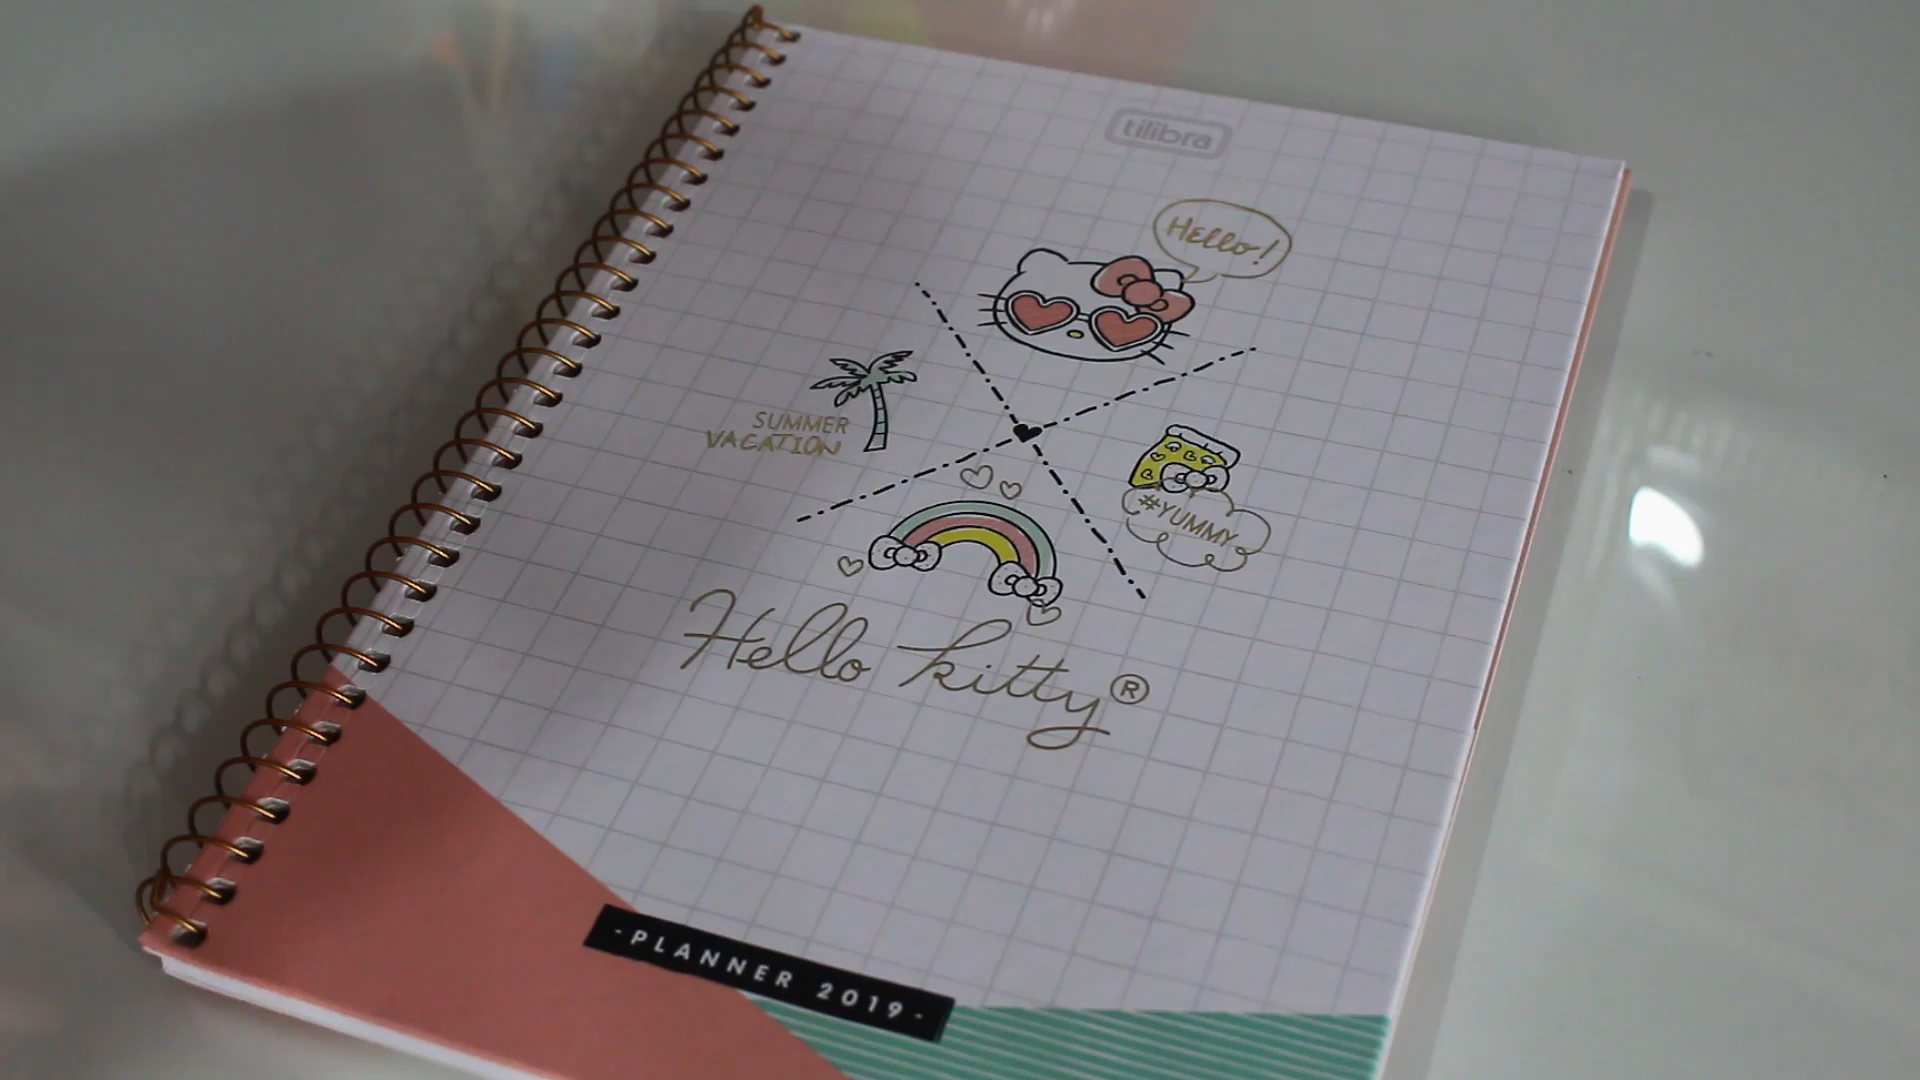 tilibra
Hello!
SUMMER
VACATION
#YUMMY
Hello Kitty®
-PLANNER 2019-